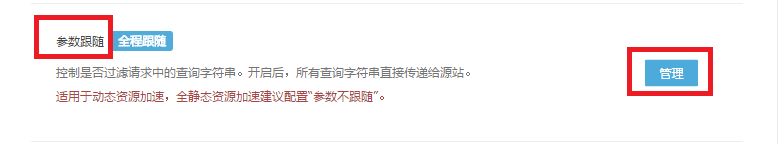 参数跟随 全程跟随
控制是否过滤请求中的查询字符串。开启后，所有查询字符串直接传递给源站。
管理
适用于动态资源加速，全静态资源加速建议配置“参数不跟随”。